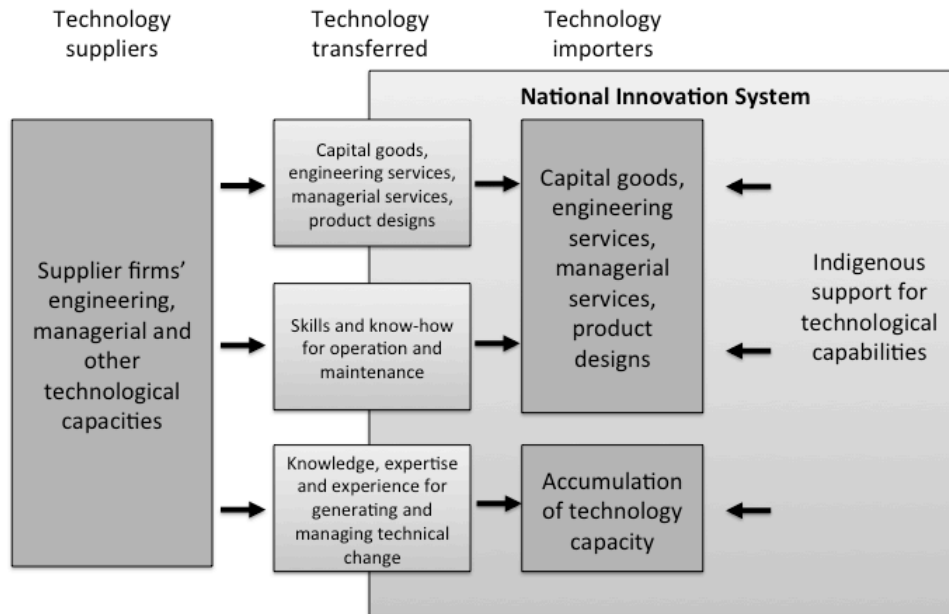 Technology
suppliers
Technology
transferred
Technology
importers
National Innovation System
Supplier firms’
engineering,
managerial and
other
technological
capacities
Capital goods,
engineering services,
managerial services,
product designs
Skills and know-how
for operation and
maintenance
Knowledge, expertise
and experience for
generating and
managing technical
change
Capital goods,
engineering
services,
managerial
services,
product
designs
Accumulation
of technology
capacity
Indigenous
support for
technological
capabilities